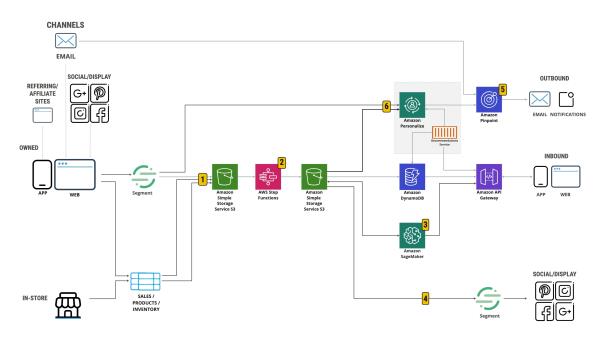 CHANNELS
EMAIL
REFERRING/
AFFILIATE
SITES
SOCIAL/DISPLAY
G+
OWNED
APP
WEB
Segment
1
Amazon
Simple
Storage
Service S3
2
AWS Step
Functions
Amazon
Simple
Storage
Service S3
6
Amazon
Personalize
5
Amazon
Pinpoint
Recommendations
Service
Amazon
DynamoDB
Amazon API
Gateway
3
Amazon
SageMaker
4
Segment
OUTBOUND
EMAIL
NOTIFICATIONS
INBOUND
APP
WEB
SOCIAL/DISPLAY
G+
IN-STORE
SALES /
PRODUCTS /
INVENTORY